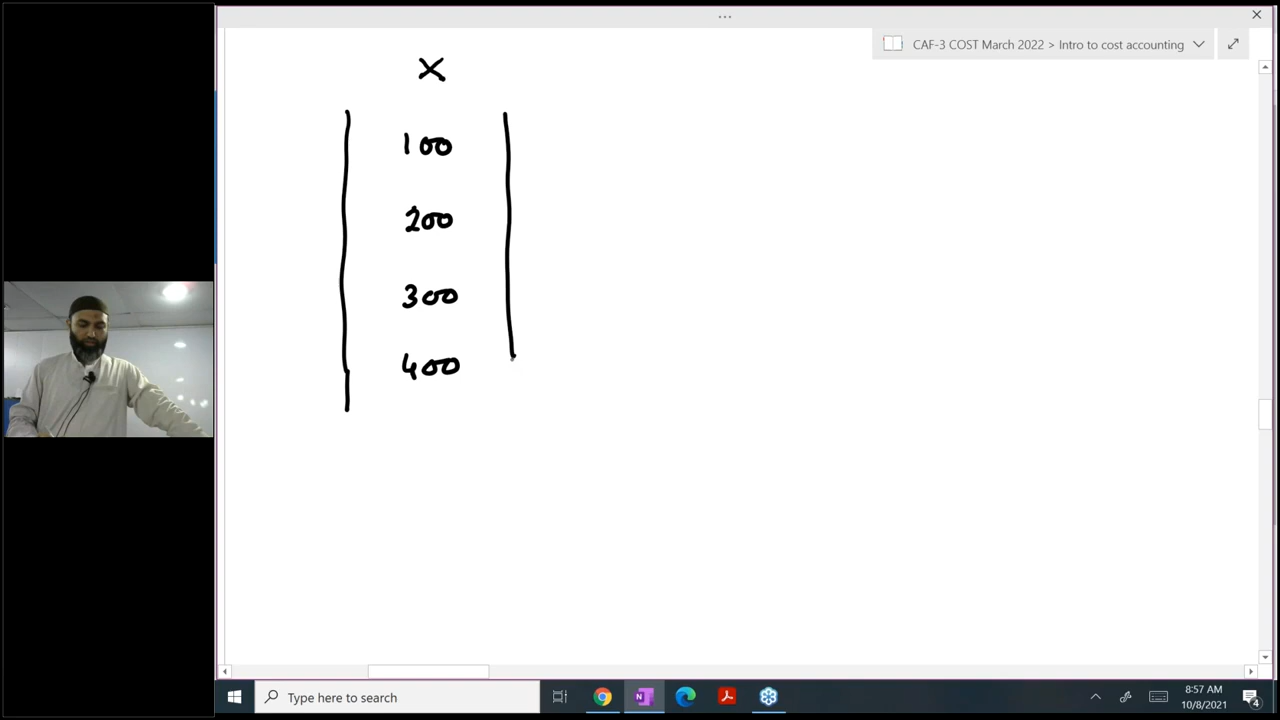 ...
CAF-3 COST March 2022 > Intro to cost accounting
X
100
200
300
400
Type here to search
8:57 AM
10/8/2021
4